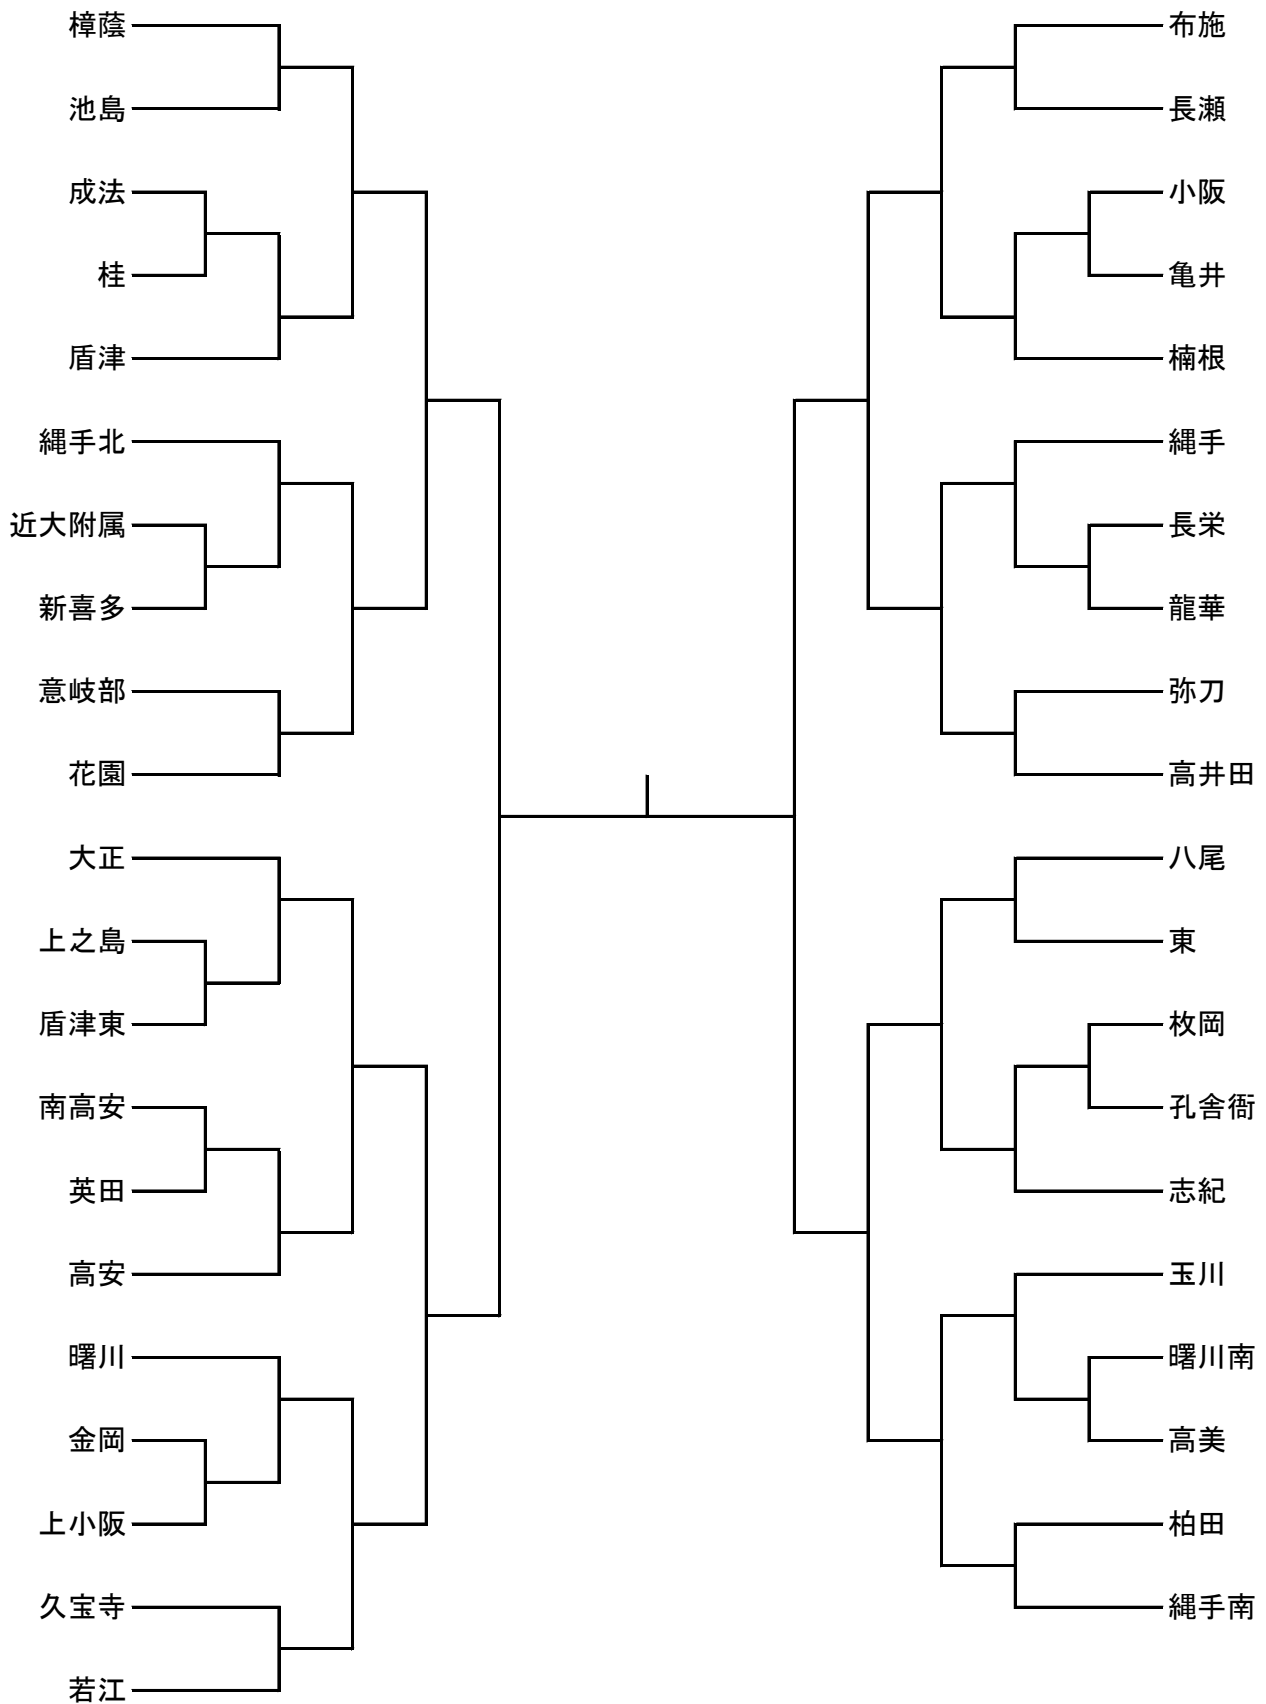 樟蔭
池島
成法
桂
盾津
縄手北
近大附属
新喜多
意岐部
花園
大正
上之島
盾津東
南高安
英田
高安
曙川
金岡
上小阪
久宝寺
若江
布施
長瀬
小阪
亀井
楠根
縄手
長栄
龍華
弥刀
高井田
八尾
東
枚岡
孔舎衙
志紀
玉川
曙川南
高美
柏田
縄手南